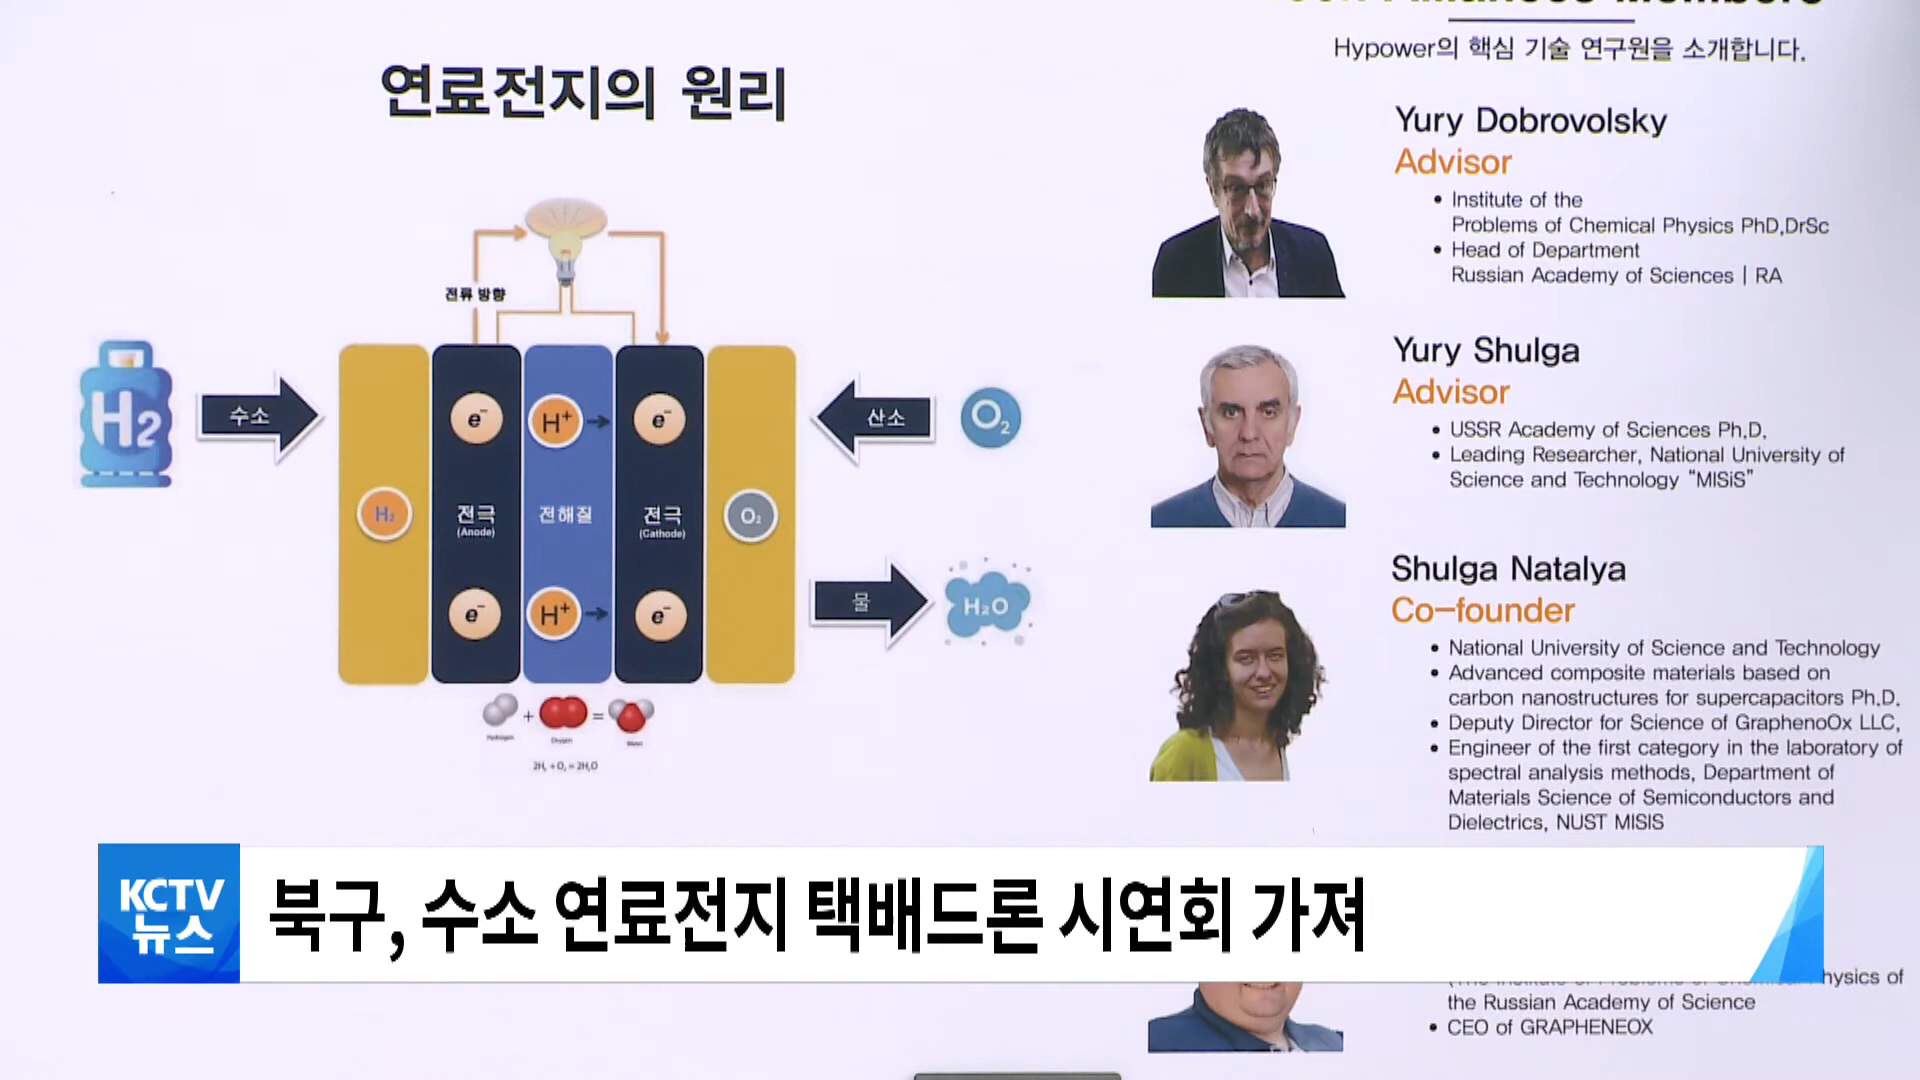 연료전지의 원리
전류 방향
H2
수소
H₂
e⁻
H⁺
e⁻
전극
(Anode)
전해질
전극
(Cathode)
O₂
e⁻
H⁺
e⁻
산소
O₂
물
H₂O
+
=
Hydrogen
Oxygen
Water
2H₂ + O₂ = 2H₂O
Members
Hypower의 핵심 기술 연구원을 소개합니다.
Yury Dobrovolsky
Advisor
• Institute of the
Problems of Chemical Physics PhD,DrSc
• Head of Department
Russian Academy of Sciences | RA
Yury Shulga
Advisor
• USSR Academy of Sciences Ph.D.
• Leading Researcher, National University of
Science and Technology “MISiS”
Shulga Natalya
Co-founder
• National University of Science and Technology
• Advanced composite materials based on
carbon nanostructures for supercapacitors Ph.D.
• Deputy Director for Science of GraphenoOx LLC.
• Engineer of the first category in the laboratory of
spectral analysis methods, Department of
Materials Science of Semiconductors and
Dielectrics, NUST MISIS
of
the Russian Academy of Science
• CEO of GRAPHENEOX
KCTV
뉴스
북구, 수소 연료전지 택배드론 시연회 가져